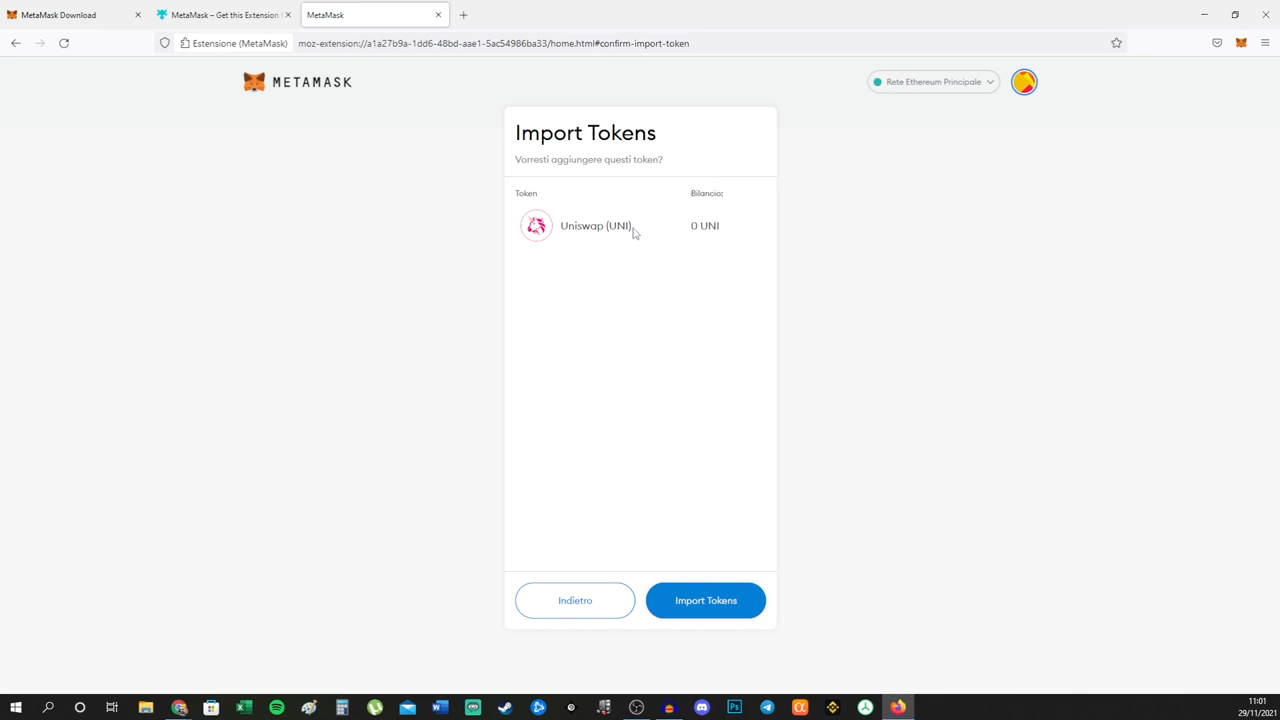 MetaMask Download
MetaMask – Get this Extension
MetaMask
Estensione (MetaMask)
moz-extension://a1a27b9a-1dd6-48bd-aae1-5ac54986ba33/home.html#confirm-import-token
METAMASK
Rete Ethereum Principale
Import Tokens
Vorresti aggiungere questi token?
Token
Bilancio:
Uniswap (UNI)
0 UNI
Indietro
Import Tokens
11:01
29/11/2021